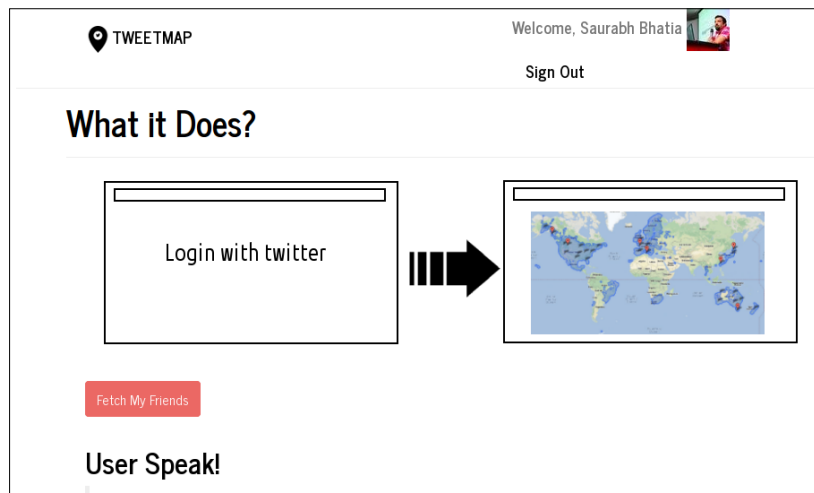 TWEETMAP
Welcome, Saurabh Bhatia
Sign Out
What it Does?
Login with twitter
Fetch My Friends
User Speak!